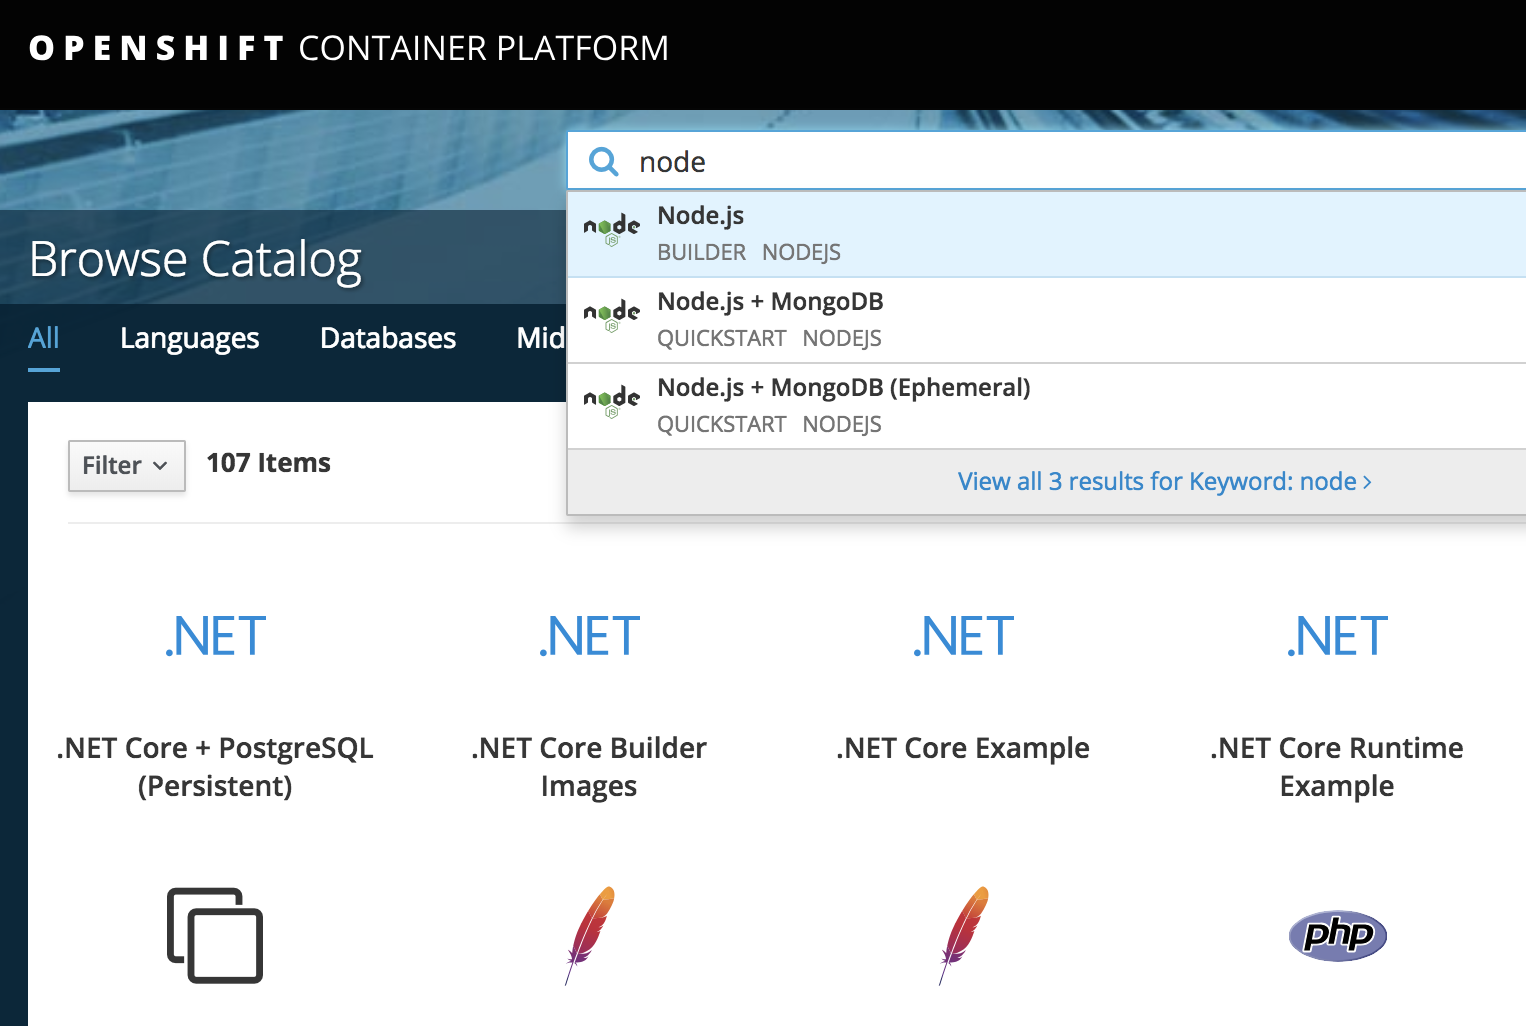 OPENSHIFT CONTAINER PLATFORM
node
node
JS
Node.js
BUILDER NODEJS
Browse Catalog
node
JS
Node.js + MongoDB
QUICKSTART NODEJS
All Languages Databases Mid
node
JS
Node.js + MongoDB (Ephemeral)
QUICKSTART NODEJS
Filter 107 Items
View all 3 results for Keyword: node >
.NET .NET .NET .NET
.NET Core + PostgreSQL
(Persistent)
.NET Core Builder
Images
.NET Core Example
.NET Core Runtime
Example
php